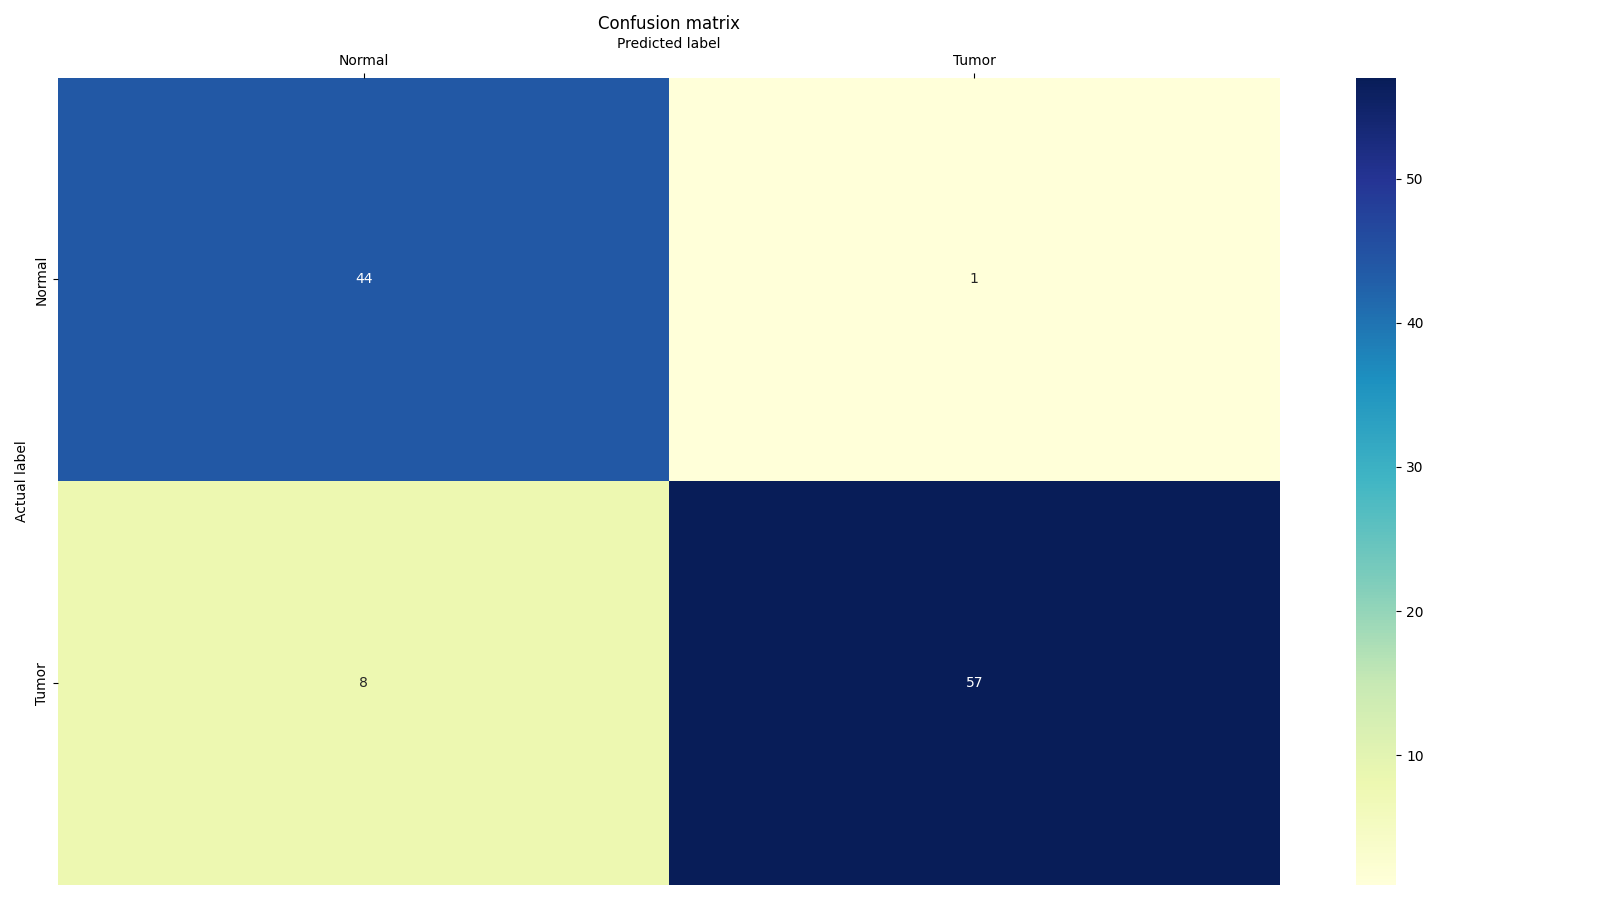 Confusion matrix
Predicted label
Normal Tumor
Normal
44 1
Actual label
Tumor
8 57
50
40
30
20
10